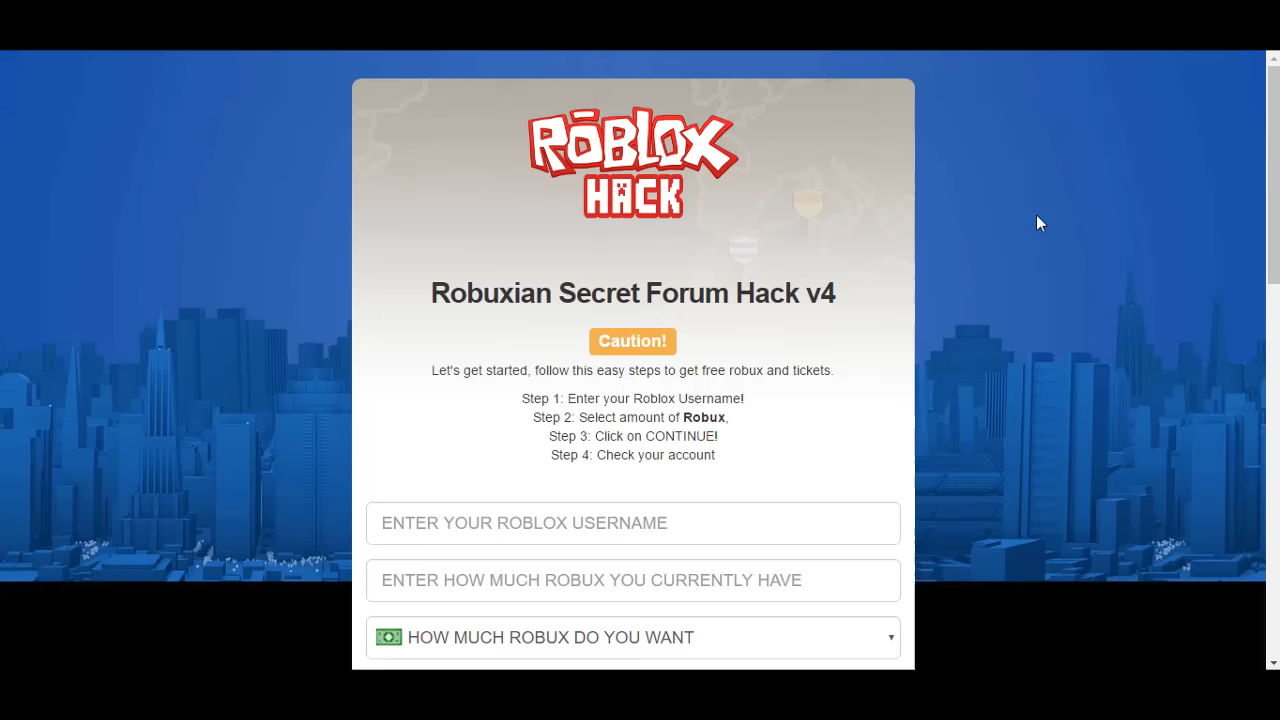 ROBLOX
HACK
Robuxian Secret Forum Hack v4
Caution!
Let's get started, follow this easy steps to get free robux and tickets.
Step 1: Enter your Roblox Username!
Step 2: Select amount of Robux,
Step 3: Click on CONTINUE!
Step 4: Check your account
ENTER YOUR ROBLOX USERNAME
ENTER HOW MUCH ROBUX YOU CURRENTLY HAVE
HOW MUCH ROBUX DO YOU WANT